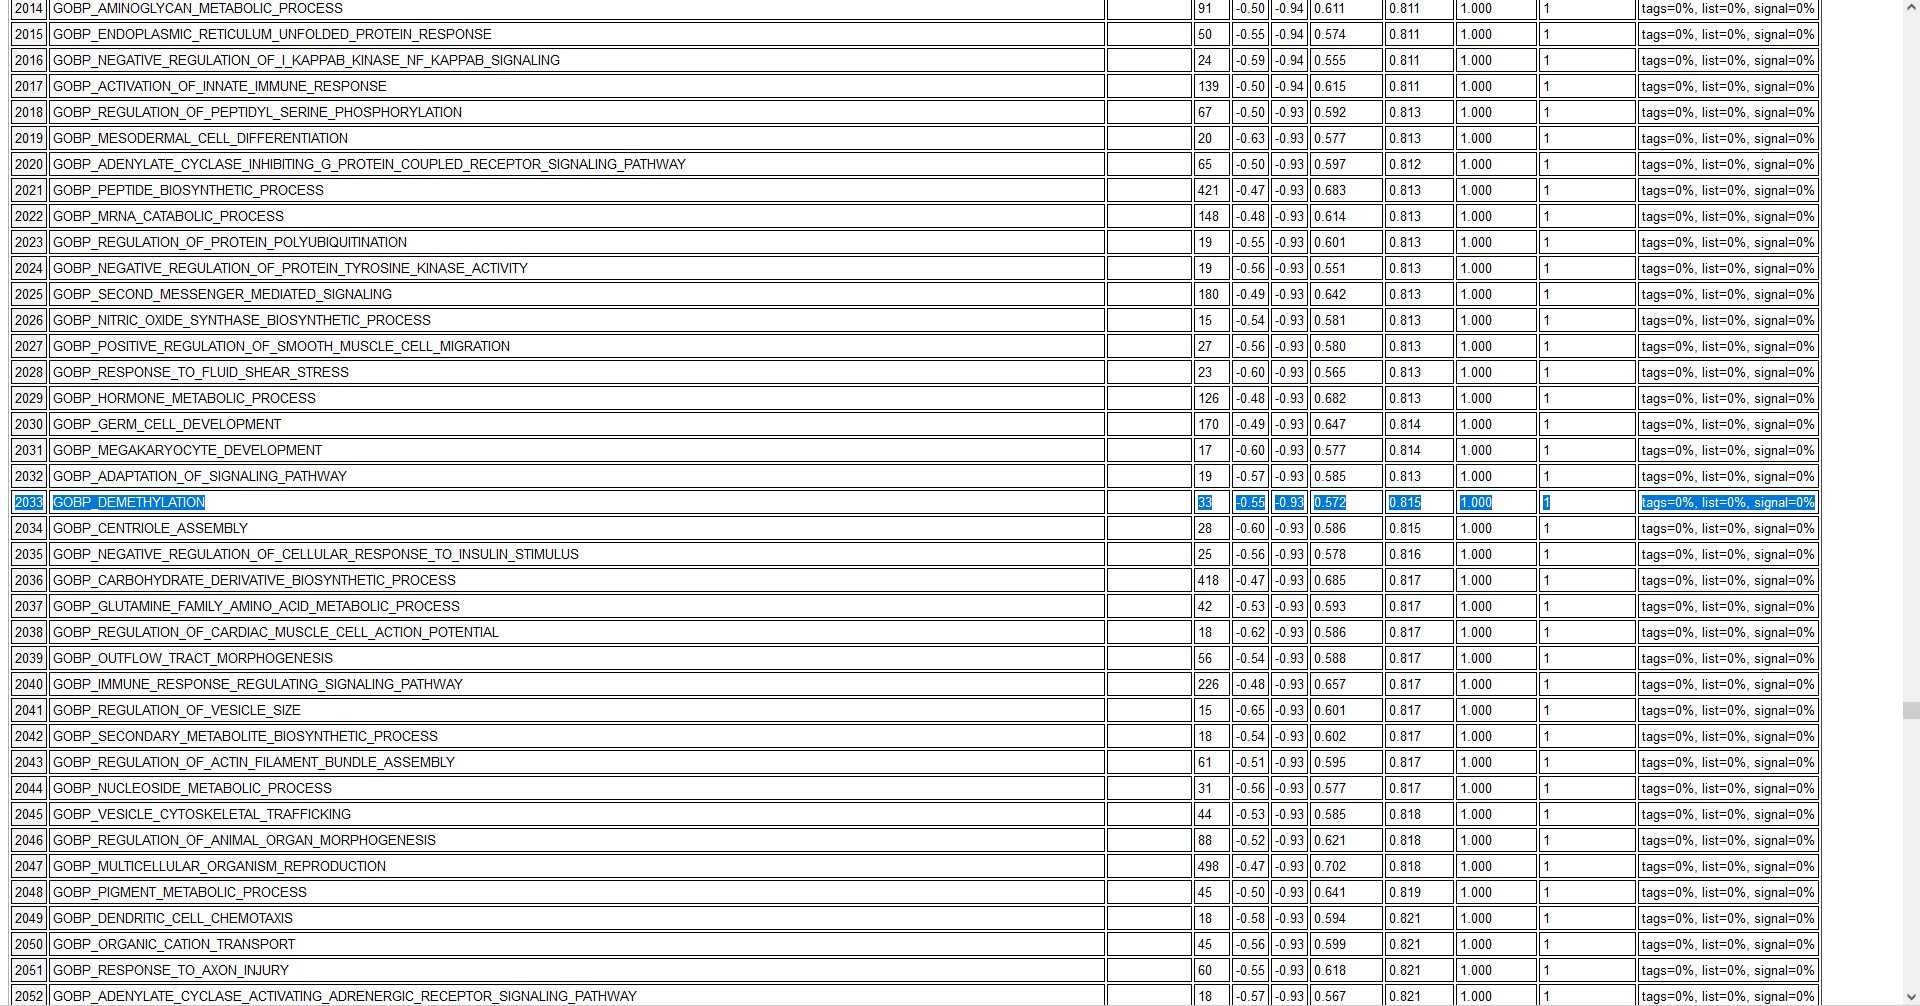 2014 GOBP_AMINOGLYCAN_METABOLIC_PROCESS 91 -0.50 -0.94 0.611 0.811 1.000 1 tags=0%, list=0%, signal=0%
2015 GOBP_ENDOPLASMIC_RETICULUM_UNFOLDED_PROTEIN_RESPONSE 50 -0.55 -0.94 0.574 0.811 1.000 1 tags=0%, list=0%, signal=0%
2016 GOBP_NEGATIVE_REGULATION_OF_I_KAPPAB_KINASE_NF_KAPPAB_SIGNALING 24 -0.59 -0.94 0.555 0.811 1.000 1 tags=0%, list=0%, signal=0%
2017 GOBP_ACTIVATION_OF_INNATE_IMMUNE_RESPONSE 139 -0.50 -0.94 0.615 0.811 1.000 1 tags=0%, list=0%, signal=0%
2018 GOBP_REGULATION_OF_PEPTIDYL_SERINE_PHOSPHORYLATION 67 -0.50 -0.93 0.592 0.813 1.000 1 tags=0%, list=0%, signal=0%
2019 GOBP_MESODERMAL_CELL_DIFFERENTIATION 20 -0.63 -0.93 0.577 0.813 1.000 1 tags=0%, list=0%, signal=0%
2020 GOBP_ADENYLATE_CYCLASE_INHIBITING_G_PROTEIN_COUPLED_RECEPTOR_SIGNALING_PATHWAY 65 -0.50 -0.93 0.597 0.812 1.000 1 tags=0%, list=0%, signal=0%
2021 GOBP_PEPTIDE_BIOSYNTHETIC_PROCESS 421 -0.47 -0.93 0.683 0.813 1.000 1 tags=0%, list=0%, signal=0%
2022 GOBP_MRNA_CATABOLIC_PROCESS 148 -0.48 -0.93 0.614 0.813 1.000 1 tags=0%, list=0%, signal=0%
2023 GOBP_REGULATION_OF_PROTEIN_POLYUBIQUITINATION 19 -0.55 -0.93 0.601 0.813 1.000 1 tags=0%, list=0%, signal=0%
2024 GOBP_NEGATIVE_REGULATION_OF_PROTEIN_TYROSINE_KINASE_ACTIVITY 19 -0.56 -0.93 0.551 0.813 1.000 1 tags=0%, list=0%, signal=0%
2025 GOBP_SECOND_MESSENGER_MEDIATED_SIGNALING 180 -0.49 -0.93 0.642 0.813 1.000 1 tags=0%, list=0%, signal=0%
2026 GOBP_NITRIC_OXIDE_SYNTHASE_BIOSYNTHETIC_PROCESS 15 -0.54 -0.93 0.581 0.813 1.000 1 tags=0%, list=0%, signal=0%
2027 GOBP_POSITIVE_REGULATION_OF_SMOOTH_MUSCLE_CELL_MIGRATION 27 -0.56 -0.93 0.580 0.813 1.000 1 tags=0%, list=0%, signal=0%
2028 GOBP_RESPONSE_TO_FLUID_SHEAR_STRESS 23 -0.60 -0.93 0.565 0.813 1.000 1 tags=0%, list=0%, signal=0%
2029 GOBP_HORMONE_METABOLIC_PROCESS 126 -0.48 -0.93 0.682 0.813 1.000 1 tags=0%, list=0%, signal=0%
2030 GOBP_GERM_CELL_DEVELOPMENT 170 -0.49 -0.93 0.647 0.814 1.000 1 tags=0%, list=0%, signal=0%
2031 GOBP_MEGAKARYOCYTE_DEVELOPMENT 17 -0.60 -0.93 0.577 0.814 1.000 1 tags=0%, list=0%, signal=0%
2032 GOBP_ADAPTATION_OF_SIGNALING_PATHWAY 19 -0.57 -0.93 0.585 0.813 1.000 1 tags=0%, list=0%, signal=0%
2033 GOBP_DEMETHYLATION 33 -0.55 -0.93 0.572 0.815 1.000 1 tags=0%, list=0%, signal=0%
2034 GOBP_CENTRIOLE_ASSEMBLY 28 -0.60 -0.93 0.586 0.815 1.000 1 tags=0%, list=0%, signal=0%
2035 GOBP_NEGATIVE_REGULATION_OF_CELLULAR_RESPONSE_TO_INSULIN_STIMULUS 25 -0.56 -0.93 0.578 0.816 1.000 1 tags=0%, list=0%, signal=0%
2036 GOBP_CARBOHYDRATE_DERIVATIVE_BIOSYNTHETIC_PROCESS 418 -0.47 -0.93 0.685 0.817 1.000 1 tags=0%, list=0%, signal=0%
2037 GOBP_GLUTAMINE_FAMILY_AMINO_ACID_METABOLIC_PROCESS 42 -0.53 -0.93 0.593 0.817 1.000 1 tags=0%, list=0%, signal=0%
2038 GOBP_REGULATION_OF_CARDIAC_MUSCLE_CELL_ACTION_POTENTIAL 18 -0.62 -0.93 0.586 0.817 1.000 1 tags=0%, list=0%, signal=0%
2039 GOBP_OUTFLOW_TRACT_MORPHOGENESIS 56 -0.54 -0.93 0.588 0.817 1.000 1 tags=0%, list=0%, signal=0%
2040 GOBP_IMMUNE_RESPONSE_REGULATING_SIGNALING_PATHWAY 226 -0.48 -0.93 0.657 0.817 1.000 1 tags=0%, list=0%, signal=0%
2041 GOBP_REGULATION_OF_VESICLE_SIZE 15 -0.65 -0.93 0.601 0.817 1.000 1 tags=0%, list=0%, signal=0%
2042 GOBP_SECONDARY_METABOLITE_BIOSYNTHETIC_PROCESS 18 -0.54 -0.93 0.602 0.817 1.000 1 tags=0%, list=0%, signal=0%
2043 GOBP_REGULATION_OF_ACTIN_FILAMENT_BUNDLE_ASSEMBLY 61 -0.51 -0.93 0.595 0.817 1.000 1 tags=0%, list=0%, signal=0%
2044 GOBP_NUCLEOSIDE_METABOLIC_PROCESS 31 -0.56 -0.93 0.577 0.817 1.000 1 tags=0%, list=0%, signal=0%
2045 GOBP_VESICLE_CYTOSKELETAL_TRAFFICKING 44 -0.53 -0.93 0.585 0.818 1.000 1 tags=0%, list=0%, signal=0%
2046 GOBP_REGULATION_OF_ANIMAL_ORGAN_MORPHOGENESIS 88 -0.52 -0.93 0.621 0.818 1.000 1 tags=0%, list=0%, signal=0%
2047 GOBP_MULTICELLULAR_ORGANISM_REPRODUCTION 498 -0.47 -0.93 0.702 0.818 1.000 1 tags=0%, list=0%, signal=0%
2048 GOBP_PIGMENT_METABOLIC_PROCESS 45 -0.50 -0.93 0.641 0.819 1.000 1 tags=0%, list=0%, signal=0%
2049 GOBP_DENDRITIC_CELL_CHEMOTAXIS 18 -0.58 -0.93 0.594 0.821 1.000 1 tags=0%, list=0%, signal=0%
2050 GOBP_ORGANIC_CATION_TRANSPORT 45 -0.56 -0.93 0.599 0.821 1.000 1 tags=0%, list=0%, signal=0%
2051 GOBP_RESPONSE_TO_AXON_INJURY 60 -0.55 -0.93 0.618 0.821 1.000 1 tags=0%, list=0%, signal=0%
2052 GOBP_ADENYLATE_CYCLASE_ACTIVATING_ADRENERGIC_RECEPTOR_SIGNALING_PATHWAY 18 -0.57 -0.93 0.567 0.821 1.000 1 tags=0%, list=0%, signal=0%